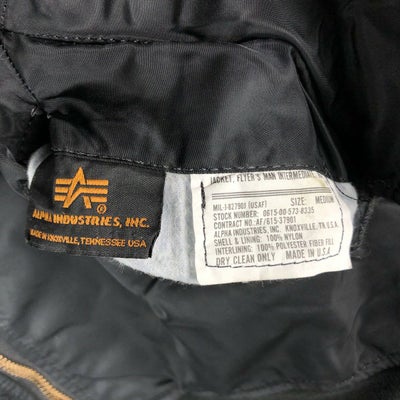 ALPHA INDUSTRIES, INC.
MADE IN KNOXVILLE, TENNESSEE USA
JACKET, FLYER'S MAN INTERMEDIATE
MIL-J-827901 (USAF) SIZE: MEDIUM
STOCK NUMBER: 0615-00-573-8335
CONTRACT NO. AF/615-37901
ALPHA INDUSTRIES, INC. KNOXVILLE, TN. U.S.A.
SHELL & LINING: 100% NYLON
INTERLINING: 100% POLYESTER FIBER FILL
DRY CLEAN ONLY MADE IN U.S.A